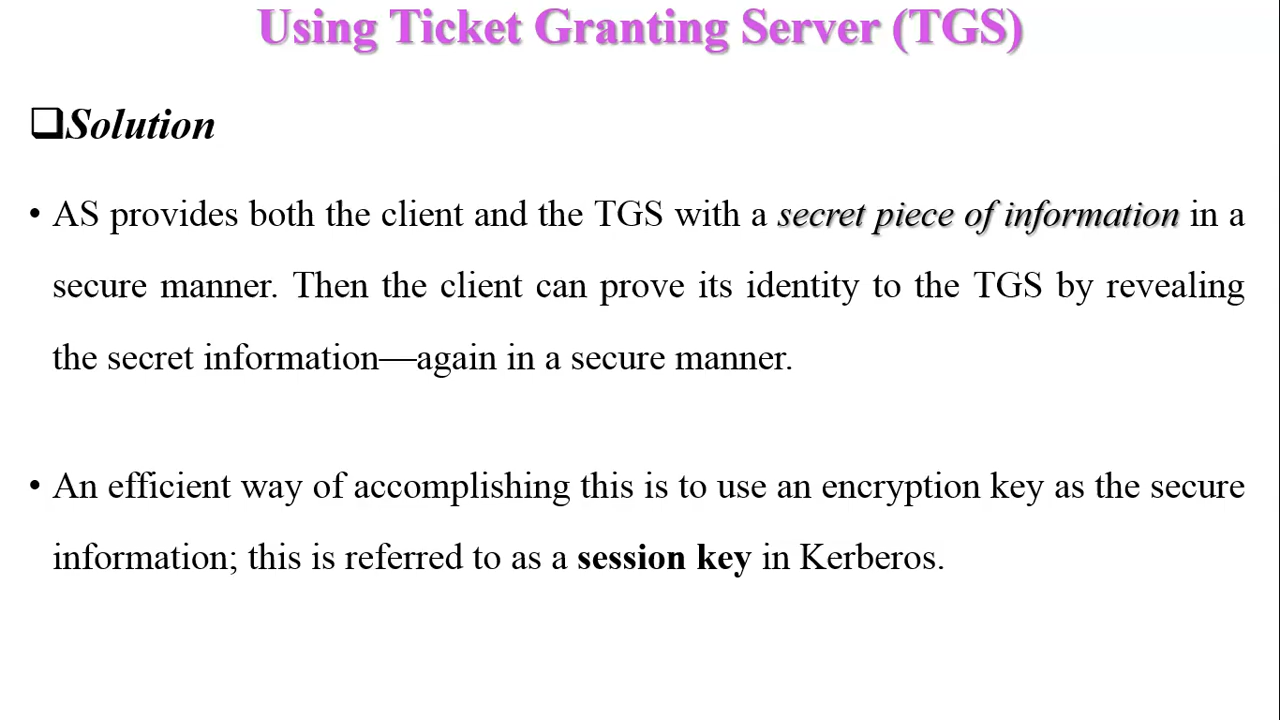 Using Ticket Granting Server (TGS)
❑Solution
• AS provides both the client and the TGS with a secret piece of information in a
secure manner. Then the client can prove its identity to the TGS by revealing
the secret information—again in a secure manner.
• An efficient way of accomplishing this is to use an encryption key as the secure
information; this is referred to as a session key in Kerberos.